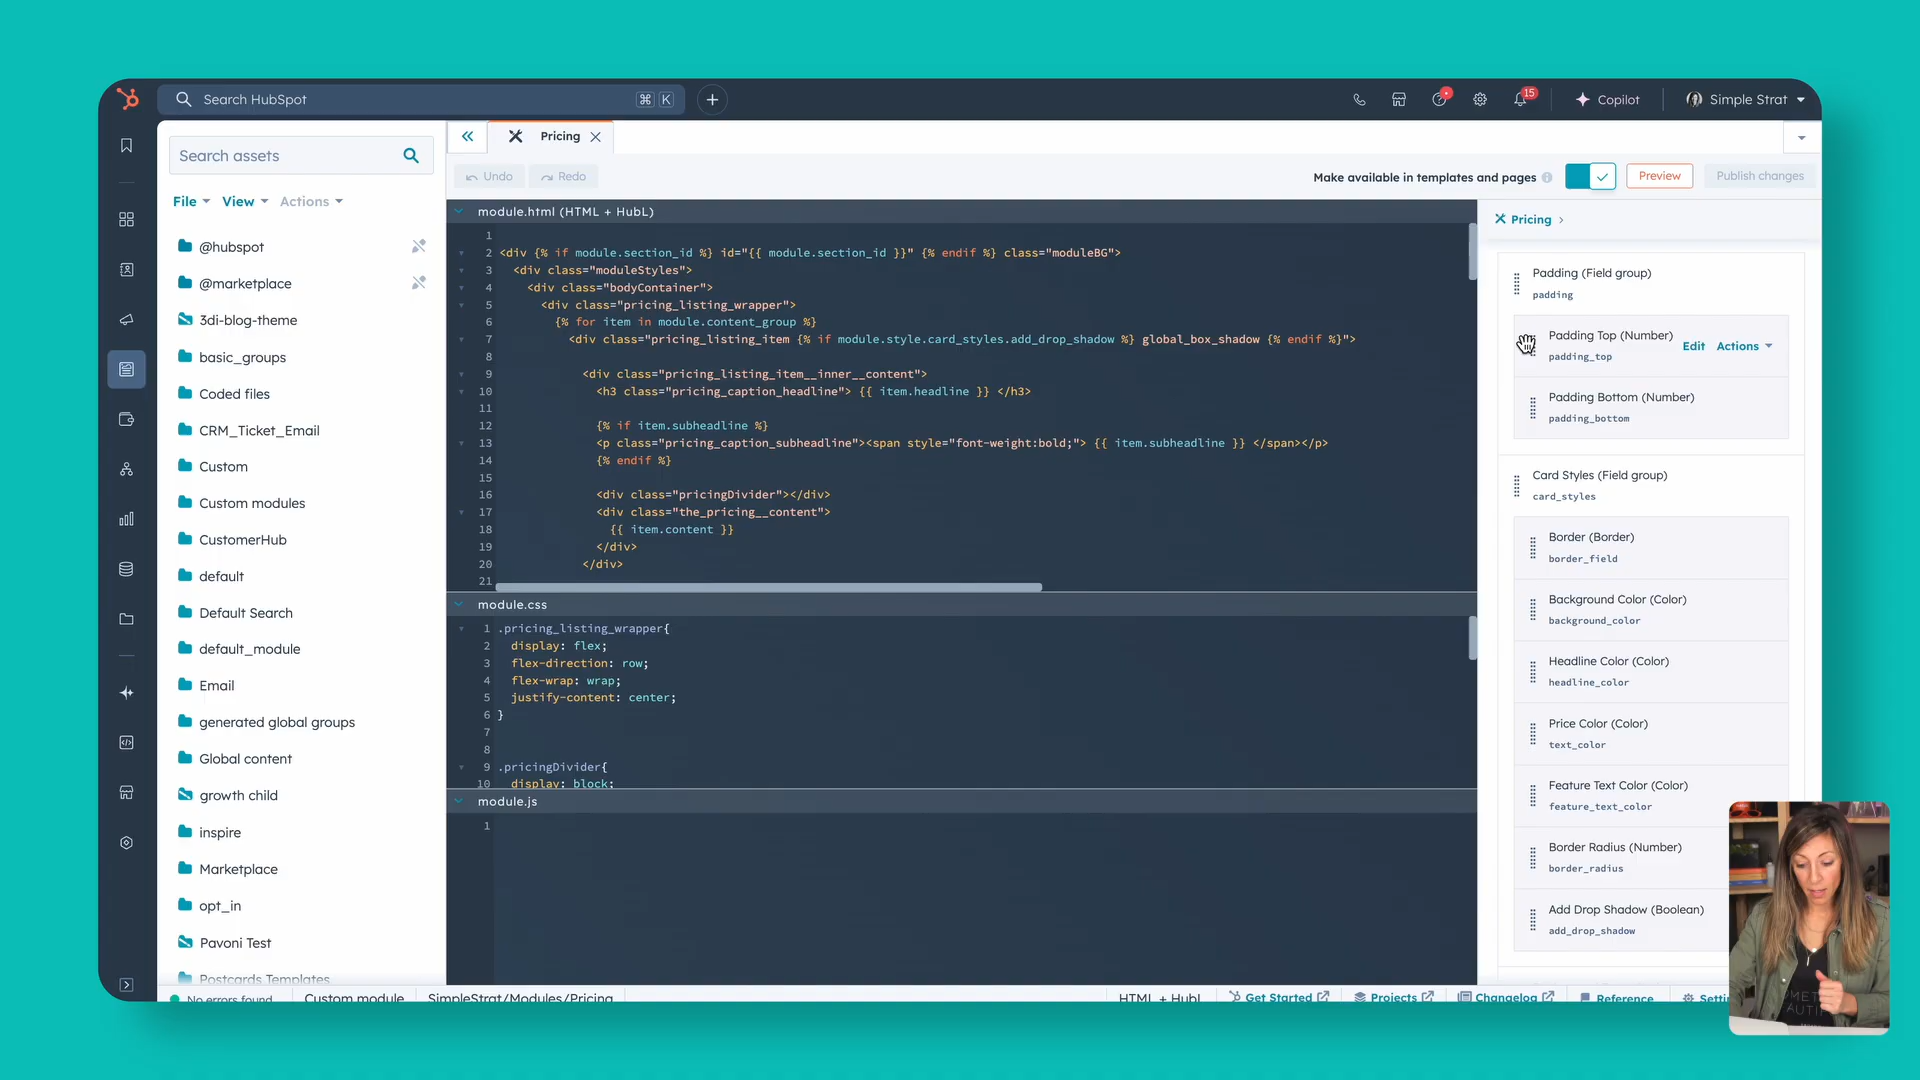 Search HubSpot
⌘ K
15
Copilot
Simple Strat
Search assets
File View Actions
@hubspot
@marketplace
3di-blog-theme
basic_groups
Coded files
CRM_Ticket_Email
Custom
Custom modules
CustomerHub
default
Default Search
default_module
Email
generated global groups
Global content
growth child
inspire
Marketplace
opt_in
Pavoni Test
Postcards Templates
Pricing
Undo Redo
Make available in templates and pages
Preview
Publish changes
module.html (HTML + HubL)
1
2 <div {% if module.section_id %} id="{{ module.section_id }}" {% endif %} class="moduleBG">
3 <div class="moduleStyles">
4 <div class="bodyContainer">
5 <div class="pricing_listing_wrapper">
6 {% for item in module.content_group %}
7 <div class="pricing_listing_item {% if module.style.card_styles.add_drop_shadow %} global_box_shadow {% endif %}">
8
9 <div class="pricing_listing_item__inner__content">
10 <h3 class="pricing_caption_headline"> {{ item.headline }} </h3>
11
12 {% if item.subheadline %}
13 <p class="pricing_caption_subheadline"><span style="font-weight:bold;"> {{ item.subheadline }} </span></p>
14 {% endif %}
15
16 <div class="pricingDivider"></div>
17 <div class="the_pricing__content">
18 {{ item.content }}
19 </div>
20 </div>
21
module.css
1 .pricing_listing_wrapper{
2 display: flex;
3 flex-direction: row;
4 flex-wrap: wrap;
5 justify-content: center;
6 }
7
8
9 .pricingDivider{
10 display: block;
module.js
1
Pricing
Padding (Field group)
padding
Padding Top (Number)
padding_top
Edit Actions
Padding Bottom (Number)
padding_bottom
Card Styles (Field group)
card_styles
Border (Border)
border_field
Background Color (Color)
background_color
Headline Color (Color)
headline_color
Price Color (Color)
text_color
Feature Text Color (Color)
feature_text_color
Border Radius (Number)
border_radius
Add Drop Shadow (Boolean)
add_drop_shadow
No errors found
Custom module
SimpleStrat/Modules/Pricing
HTML + HubL
Get Started
Projects
Changelog
Reference